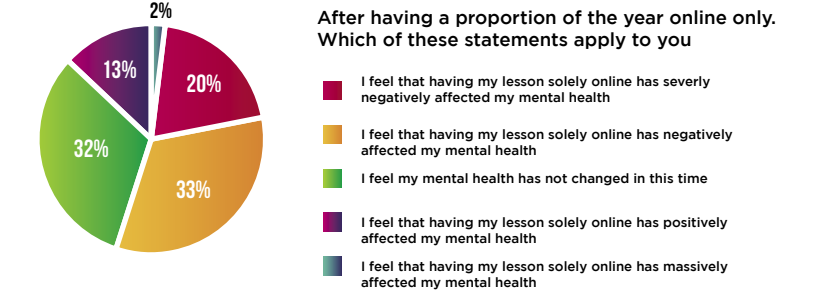 2%
20%
13%
32%
33%
After having a proportion of the year online only.
Which of these statements apply to you
I feel that having my lesson solely online has severly
negatively affected my mental health
I feel that having my lesson solely online has negatively
affected my mental health
I feel my mental health has not changed in this time
I feel that having my lesson solely online has positively
affected my mental health
I feel that having my lesson solely online has massively
affected my mental health